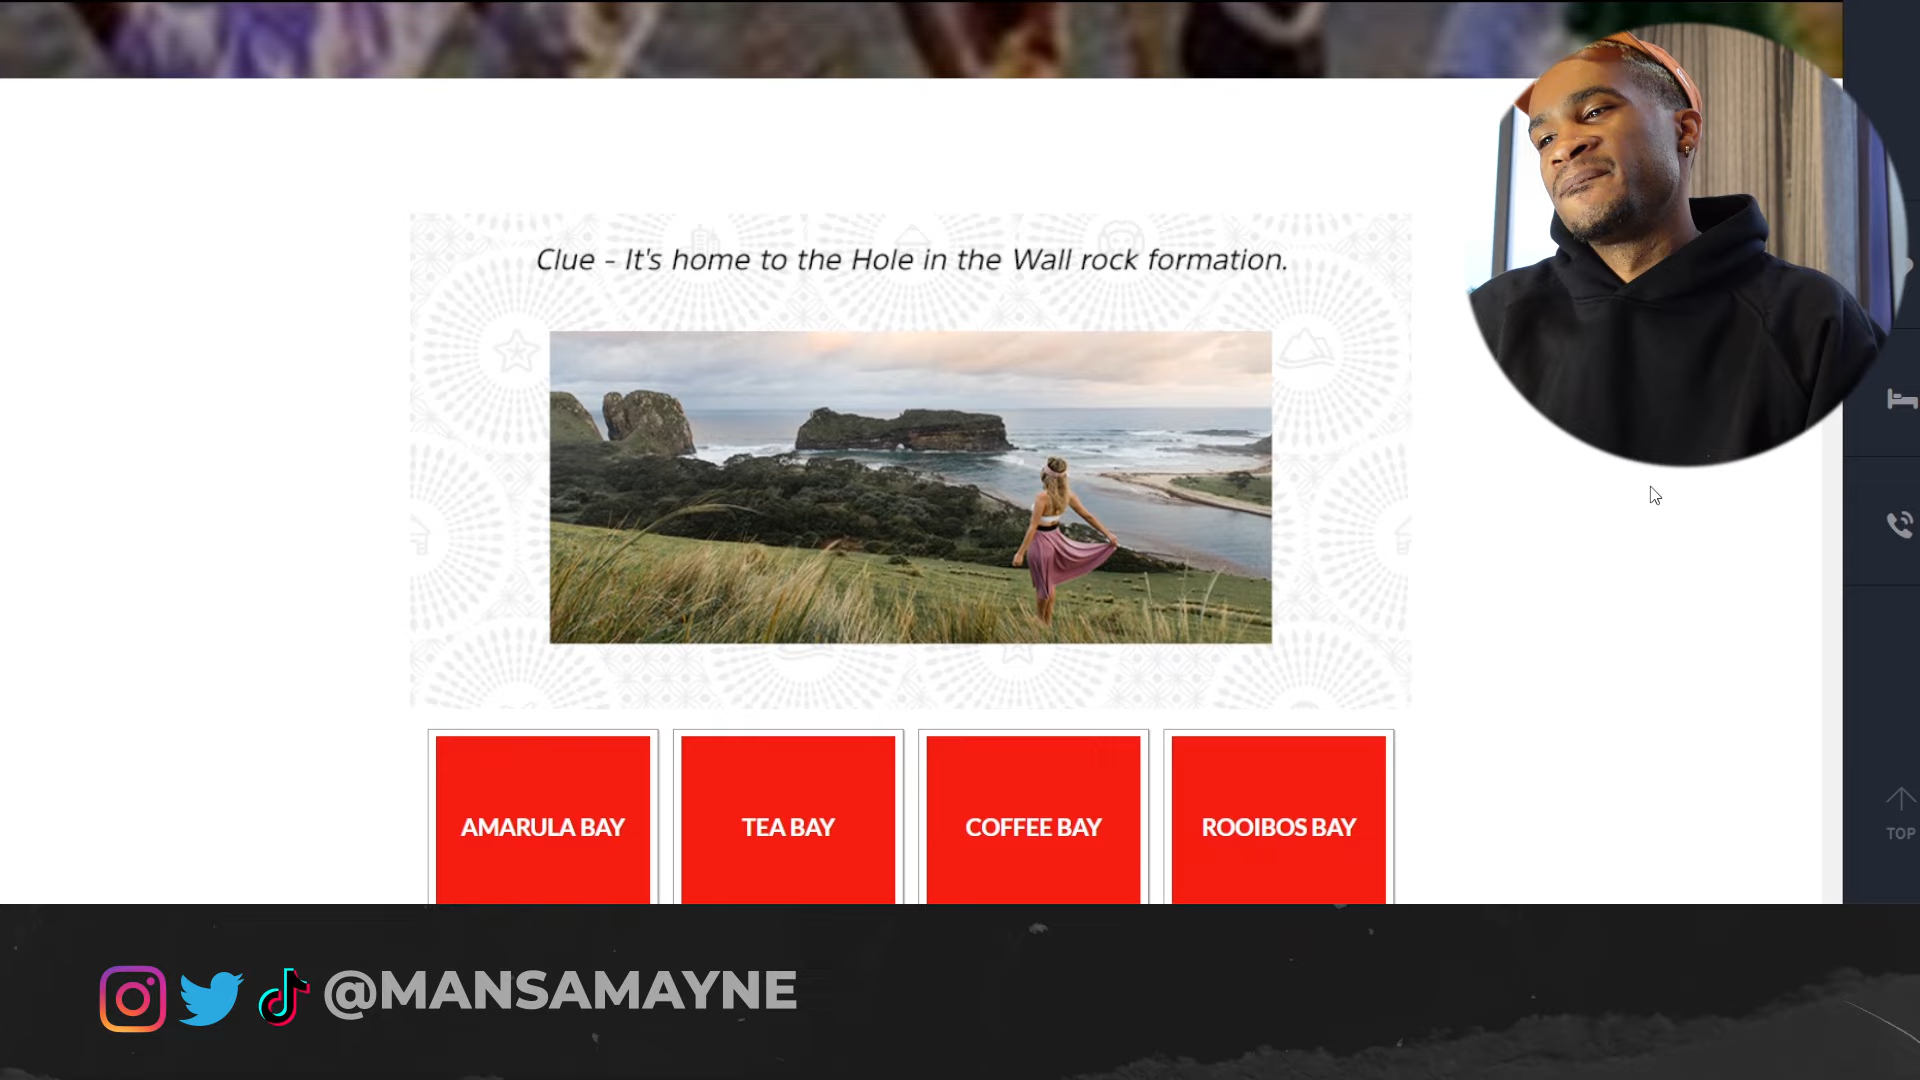 Clue - It's home to the Hole in the Wall rock formation.
AMARULA BAY
TEA BAY
COFFEE BAY
ROOIBOS BAY
TOP
@MANSAMAYNE